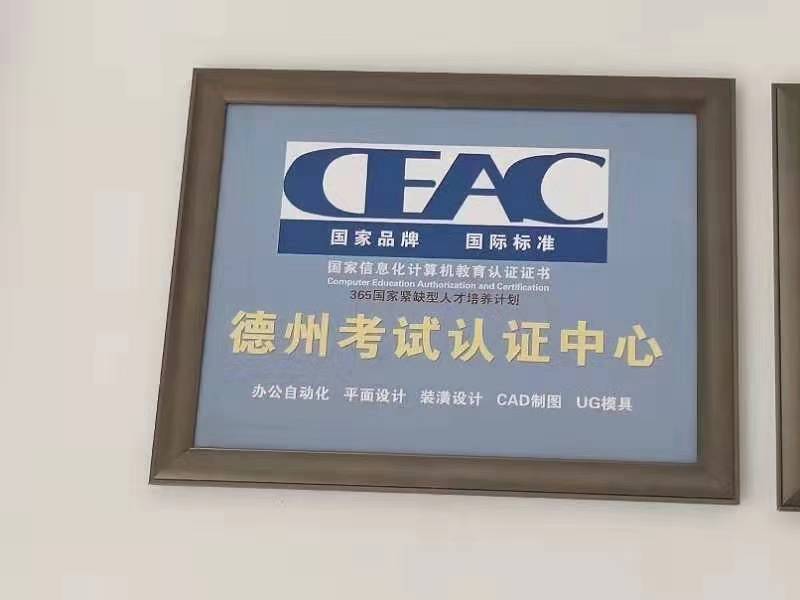 CEAC
国家品牌 国际标准
国家信息化计算机教育认证证书
Computer Education Authorization and Certification
365国家紧缺型人才培养计划
德州考试认证中心
办公自动化 平面设计 装潢设计 CAD制图 UG模具